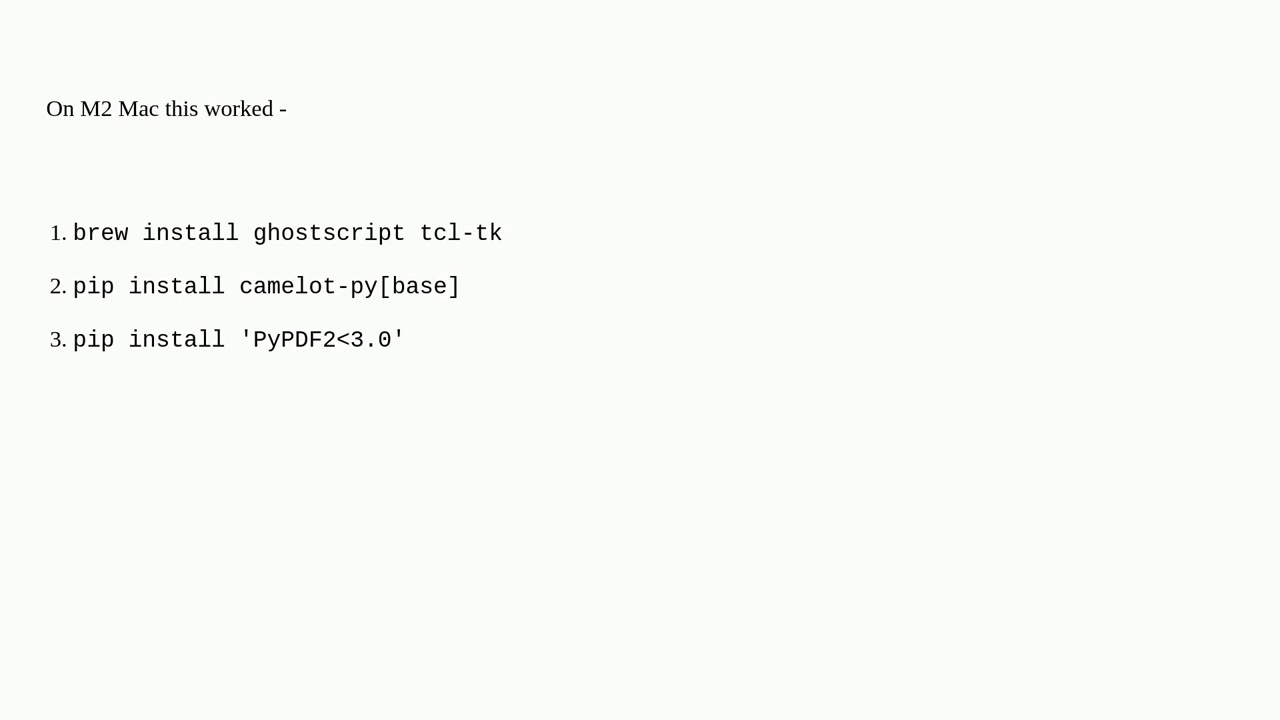 On M2 Mac this worked -
1. brew install ghostscript tcl-tk
2. pip install camelot-py[base]
3. pip install 'PyPDF2<3.0'